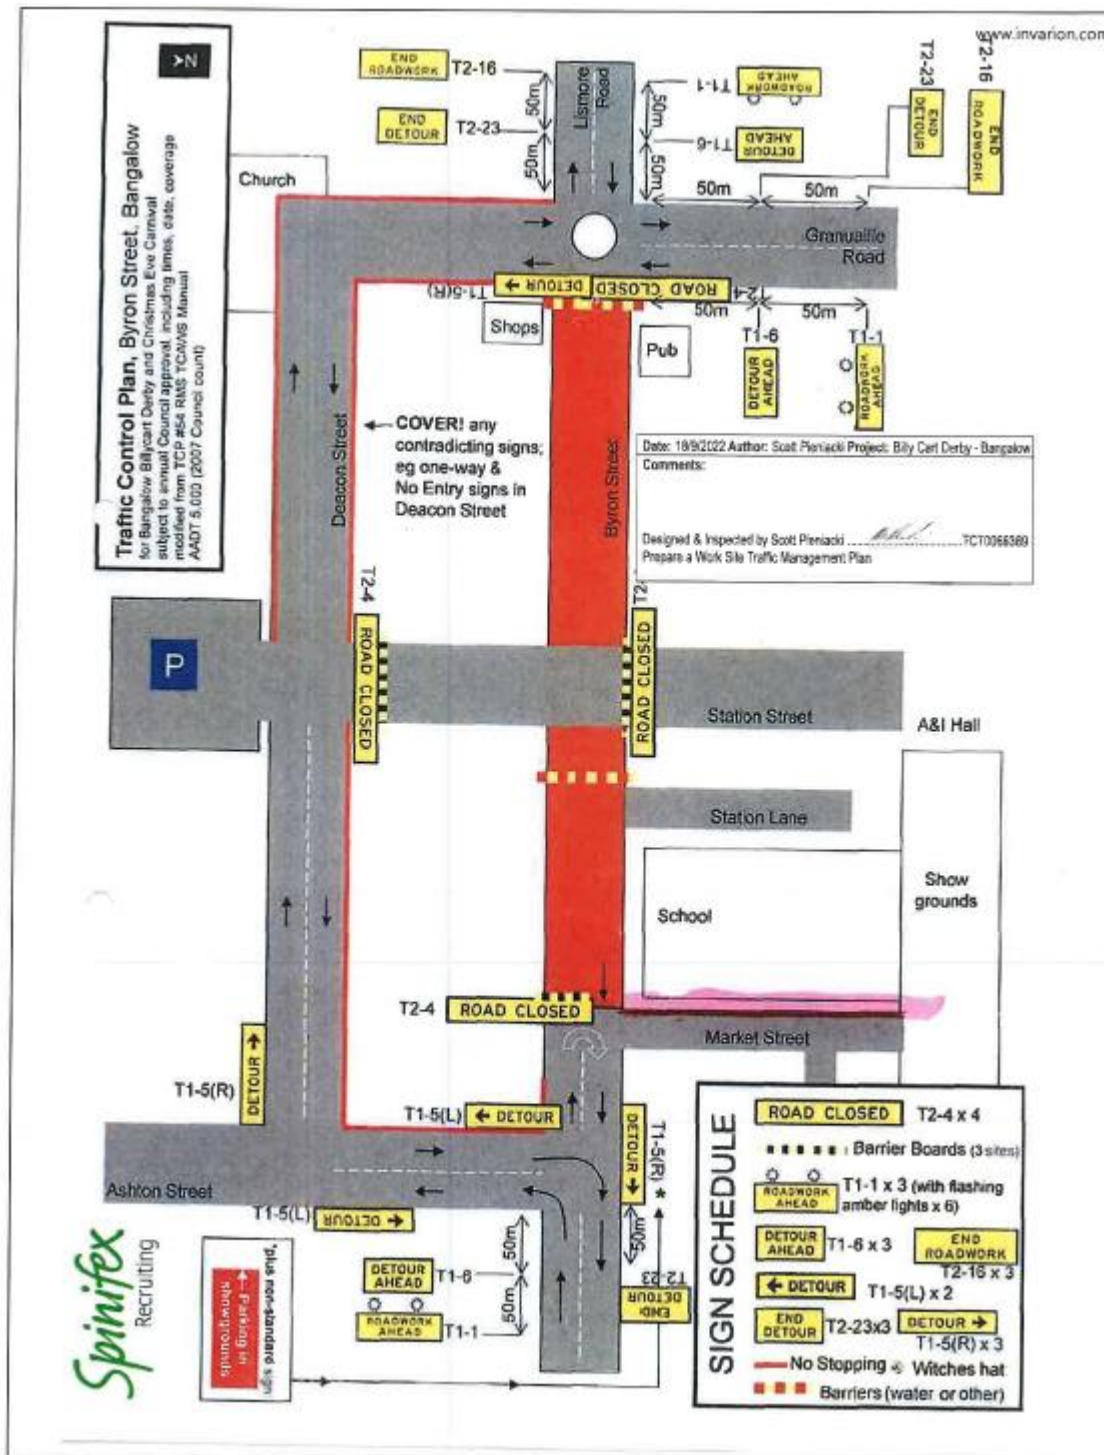 www.invarion.com
Traffic Control Plan, Byron Street, Bangalow
for Bangalow Billycart Derby and Christmas Eve Carnival
subject to annual Council approval, including times, date, coverage
modified from TCP #54 RMS TCAWS Manual
AADT 5,000 (2007 Council count)
N
END ROADWORK
T2-16
END DETOUR
T2-23
50m
50m
Lismore Road
50m
50m
T1-1
ROADWORK AHEAD
T1-6
DETOUR AHEAD
T2-23
END DETOUR
T2-16
END ROADWORK
50m
50m
Church
Granuaille Road
T1-5(R)
DETOUR
ROAD CLOSED
T2-4
50m
50m
Shops
Pub
T1-6
DETOUR AHEAD
T1-1
ROADWORK AHEAD
Deacon Street
COVER! any
contradicting signs;
eg one-way &
No Entry signs in
Deacon Street
Byron Street
Date: 18/9/2022 Author: Scott Pieniacki Project: Billy Cart Derby - Bangalow
Comments:
Designed & Inspected by Scott Pieniacki TCT0066369
Prepare a Work Site Traffic Management Plan
P
T2-4
ROAD CLOSED
T2-
ROAD CLOSED
Station Street
A&I Hall
Station Lane
School
Show
grounds
T2-4
ROAD CLOSED
Market Street
T1-5(R)
DETOUR
T1-5(L)
DETOUR
DETOUR
T1-5(R) *
Ashton Street
T1-5(L)
DETOUR
50m
50m
50m
DETOUR AHEAD
T1-6
ROADWORK AHEAD
T1-1
T2-23
END DETOUR
Spinifex
Recruiting
*plus non-standard sign
Parking in
showgrounds
SIGN SCHEDULE
ROAD CLOSED T2-4 x 4
Barrier Boards (3 sites)
ROADWORK AHEAD T1-1 x 3 (with flashing
amber lights x 6)
DETOUR AHEAD T1-6 x 3
END ROADWORK
T2-16 x 3
DETOUR T1-5(L) x 2
END DETOUR T2-23x3
DETOUR
T1-5(R) x 3
No Stopping Witches hat
Barriers (water or other)